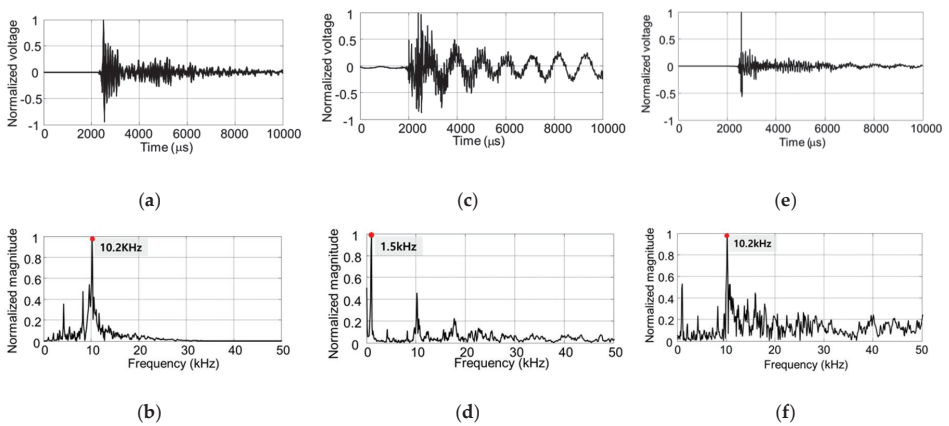 Normalized voltage
1
0.5
0
-0.5
-1
0 2000 4000 6000 8000 10000
Time (μs)
(a)
Normalized voltage
1
0.5
0
-0.5
-1
0 2000 4000 6000 8000 10000
Time (μs)
(c)
Normalized voltage
1
0.5
0
-0.5
-1
0 2000 4000 6000 8000 10000
Time (μs)
(e)
Normalized magnitude
1
0.8
0.6
0.4
0.2
0
10.2KHz
0 10 20 30 40 50
Frequency (kHz)
(b)
Normalized magnitude
1
0.8
0.6
0.4
0.2
0
1.5kHz
0 10 20 30 40 50
Frequency (kHz)
(d)
Normalized magnitude
1
0.8
0.6
0.4
0.2
0
10.2kHz
0 10 20 30 40 50
Frequency (kHz)
(f)